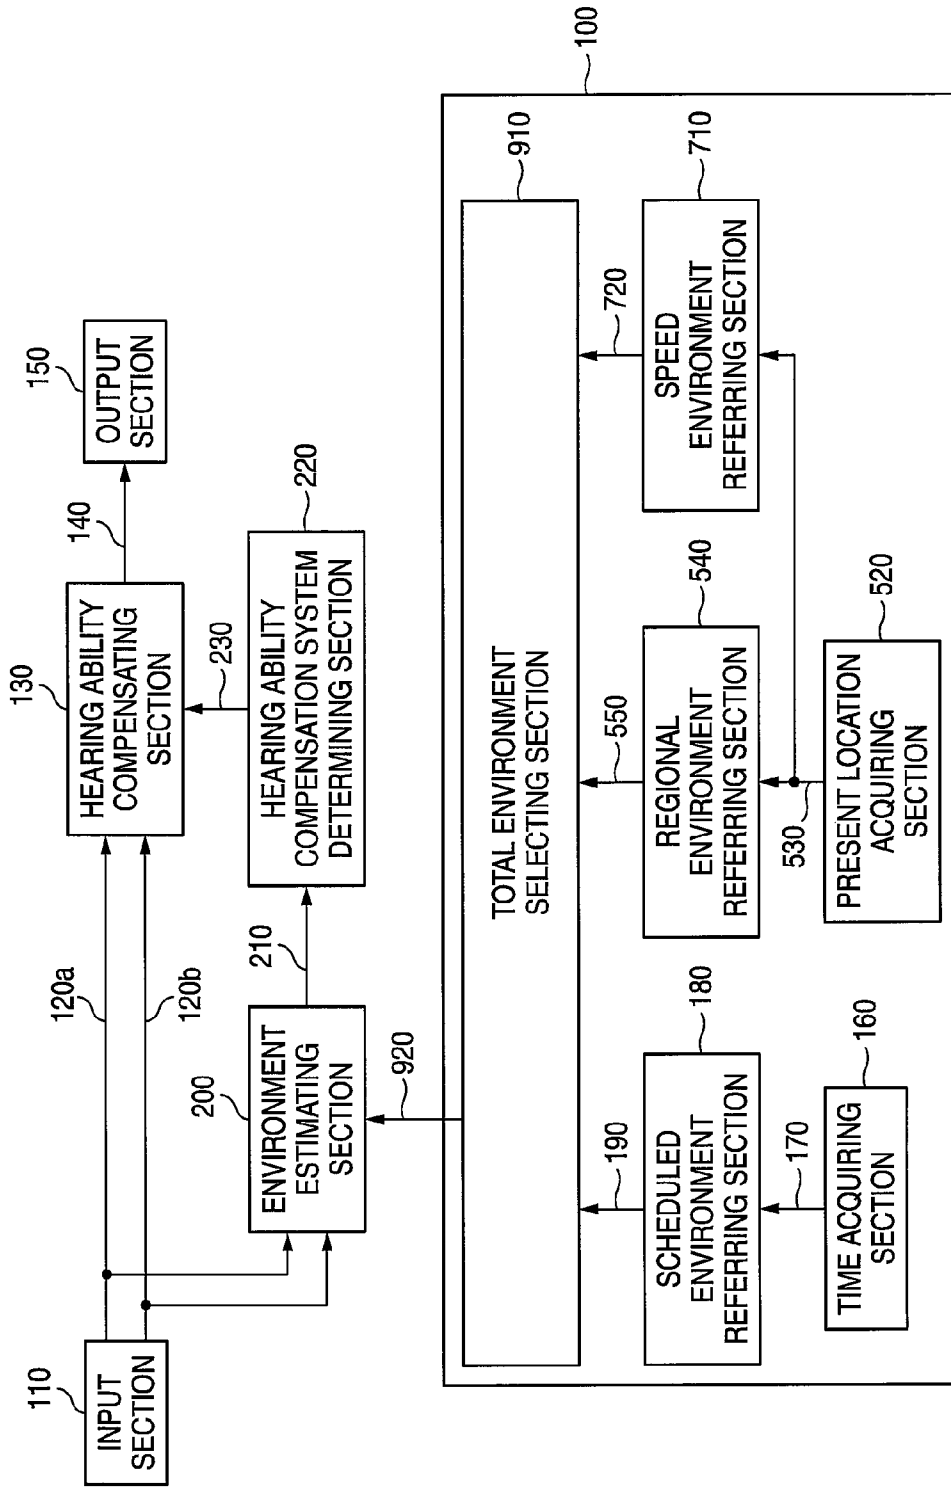 110
INPUT
SECTION
120a
120b
130
HEARING ABILITY
COMPENSATING
SECTION
140
150
OUTPUT
SECTION
200
ENVIRONMENT
ESTIMATING
SECTION
210
220
HEARING ABILITY
COMPENSATION SYSTEM
DETERMINING SECTION
230
920
100
910
TOTAL ENVIRONMENT
SELECTING SECTION
190
180
SCHEDULED
ENVIRONMENT
REFERRING SECTION
170
160
TIME ACQUIRING
SECTION
550
540
REGIONAL
ENVIRONMENT
REFERRING SECTION
530
520
PRESENT LOCATION
ACQUIRING
SECTION
720
710
SPEED
ENVIRONMENT
REFERRING SECTION